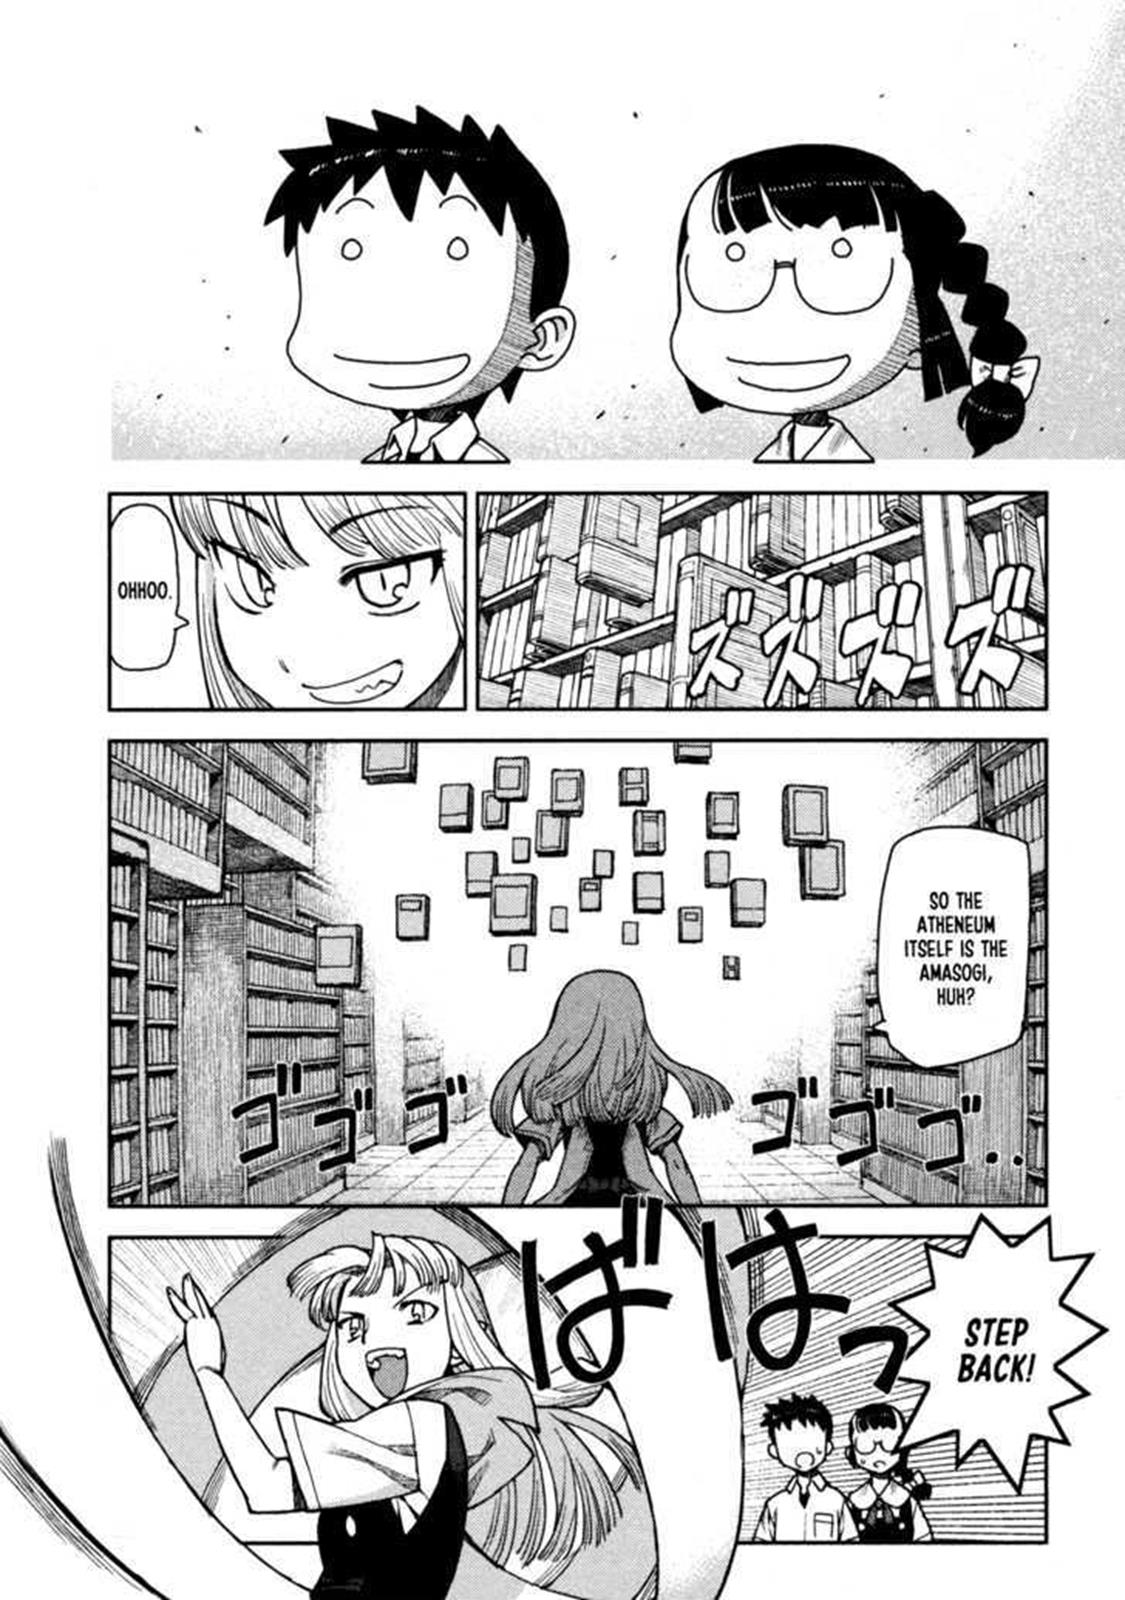 ズズズズ
OHHOO.
SO THE
ATHENEUM
ITSELF IS THE
AMASOGI,
HUH?
ゴゴゴ
ゴゴゴ..
STEP
BACK!
ばはっ